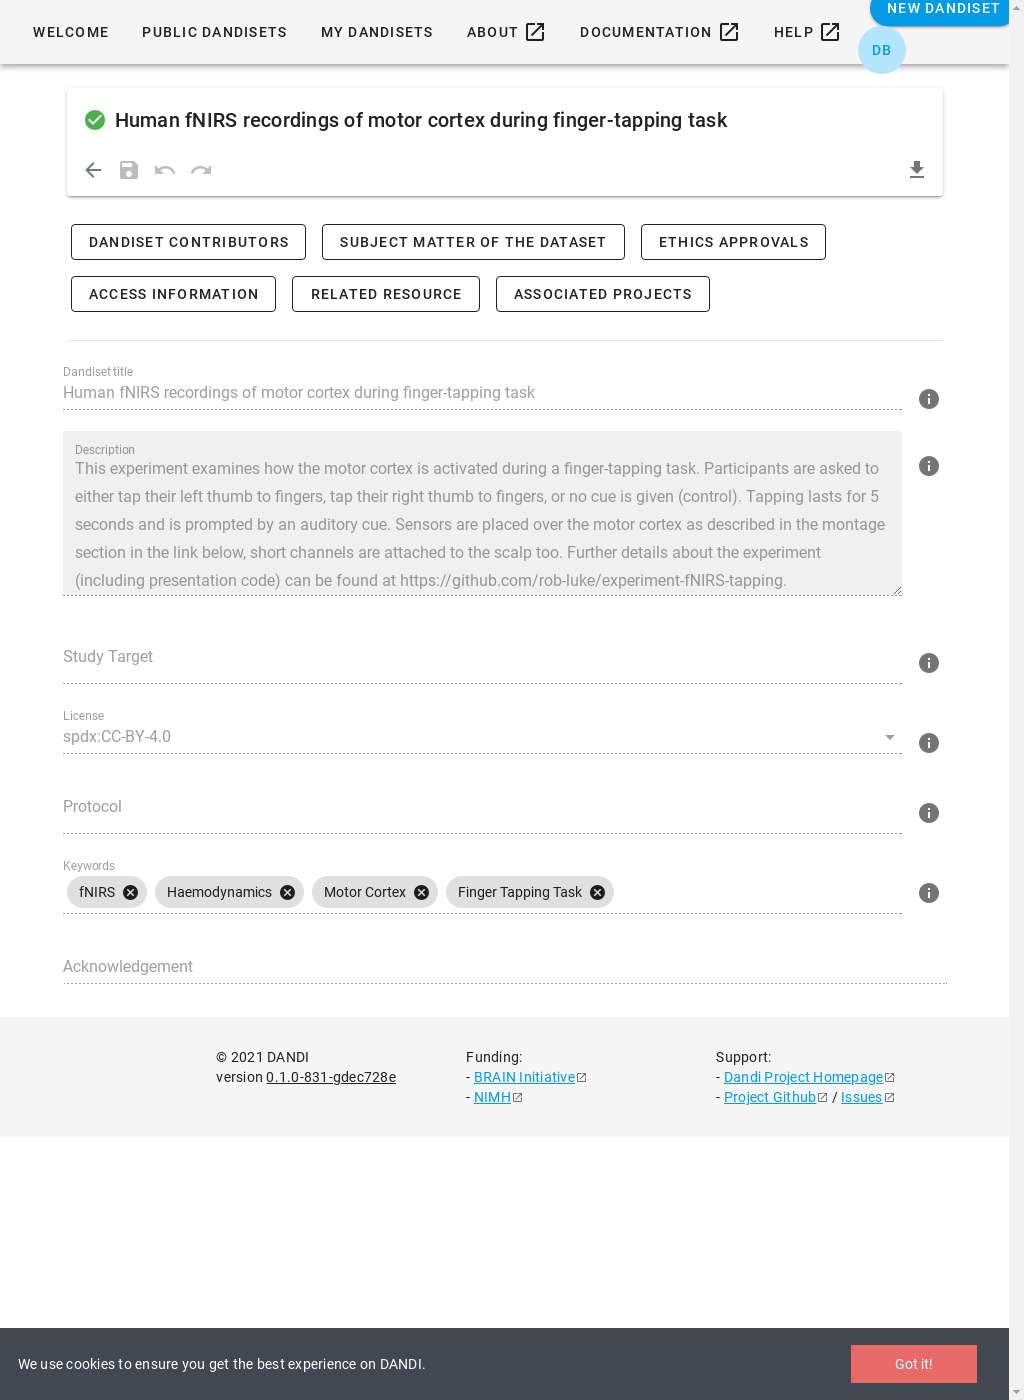 NEW DANDISET
WELCOME PUBLIC DANDISETS MY DANDISETS ABOUT DOCUMENTATION HELP
DB
Human fNIRS recordings of motor cortex during finger-tapping task
DANDISET CONTRIBUTORS SUBJECT MATTER OF THE DATASET ETHICS APPROVALS
ACCESS INFORMATION RELATED RESOURCE ASSOCIATED PROJECTS
Dandiset title
Human fNIRS recordings of motor cortex during finger-tapping task
Description
This experiment examines how the motor cortex is activated during a finger-tapping task. Participants are asked to
either tap their left thumb to fingers, tap their right thumb to fingers, or no cue is given (control). Tapping lasts for 5
seconds and is prompted by an auditory cue. Sensors are placed over the motor cortex as described in the montage
section in the link below, short channels are attached to the scalp too. Further details about the experiment
(including presentation code) can be found at https://github.com/rob-luke/experiment-fNIRS-tapping.
Study Target
License
spdx:CC-BY-4.0
Protocol
Keywords
fNIRS Haemodynamics Motor Cortex Finger Tapping Task
Acknowledgement
© 2021 DANDI
version 0.1.0-831-gdec728e
Funding:
- BRAIN Initiative
- NIMH
Support:
- Dandi Project Homepage
- Project Github / Issues
We use cookies to ensure you get the best experience on DANDI.
Got it!